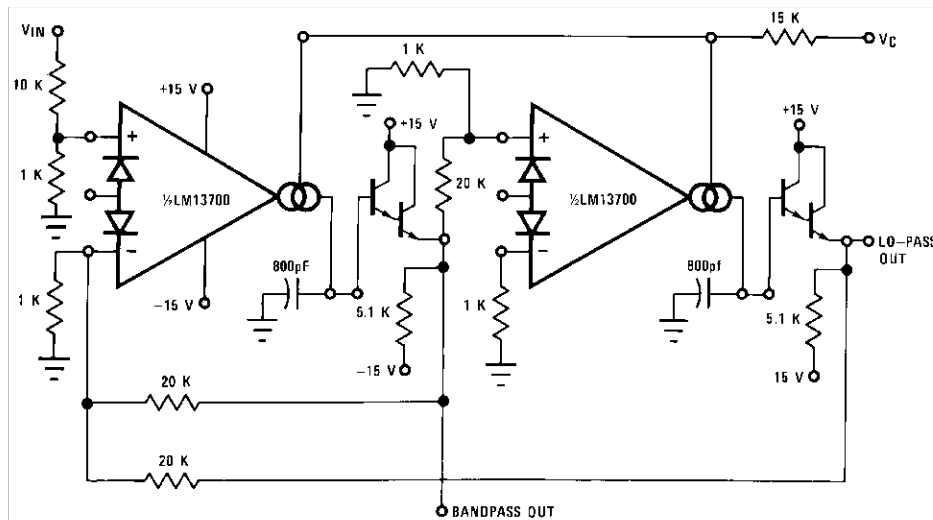 VIN
15 K
VC
1 K
10 K
+15 V
+15 V
+15 V
+
+
1 K
½LM13700
20 K
½LM13700
−
−
LO-PASS
OUT
800pF
800pf
1 K
5.1 K
1 K
5.1 K
−15 V
−15 V
15 V
20 K
20 K
BANDPASS OUT